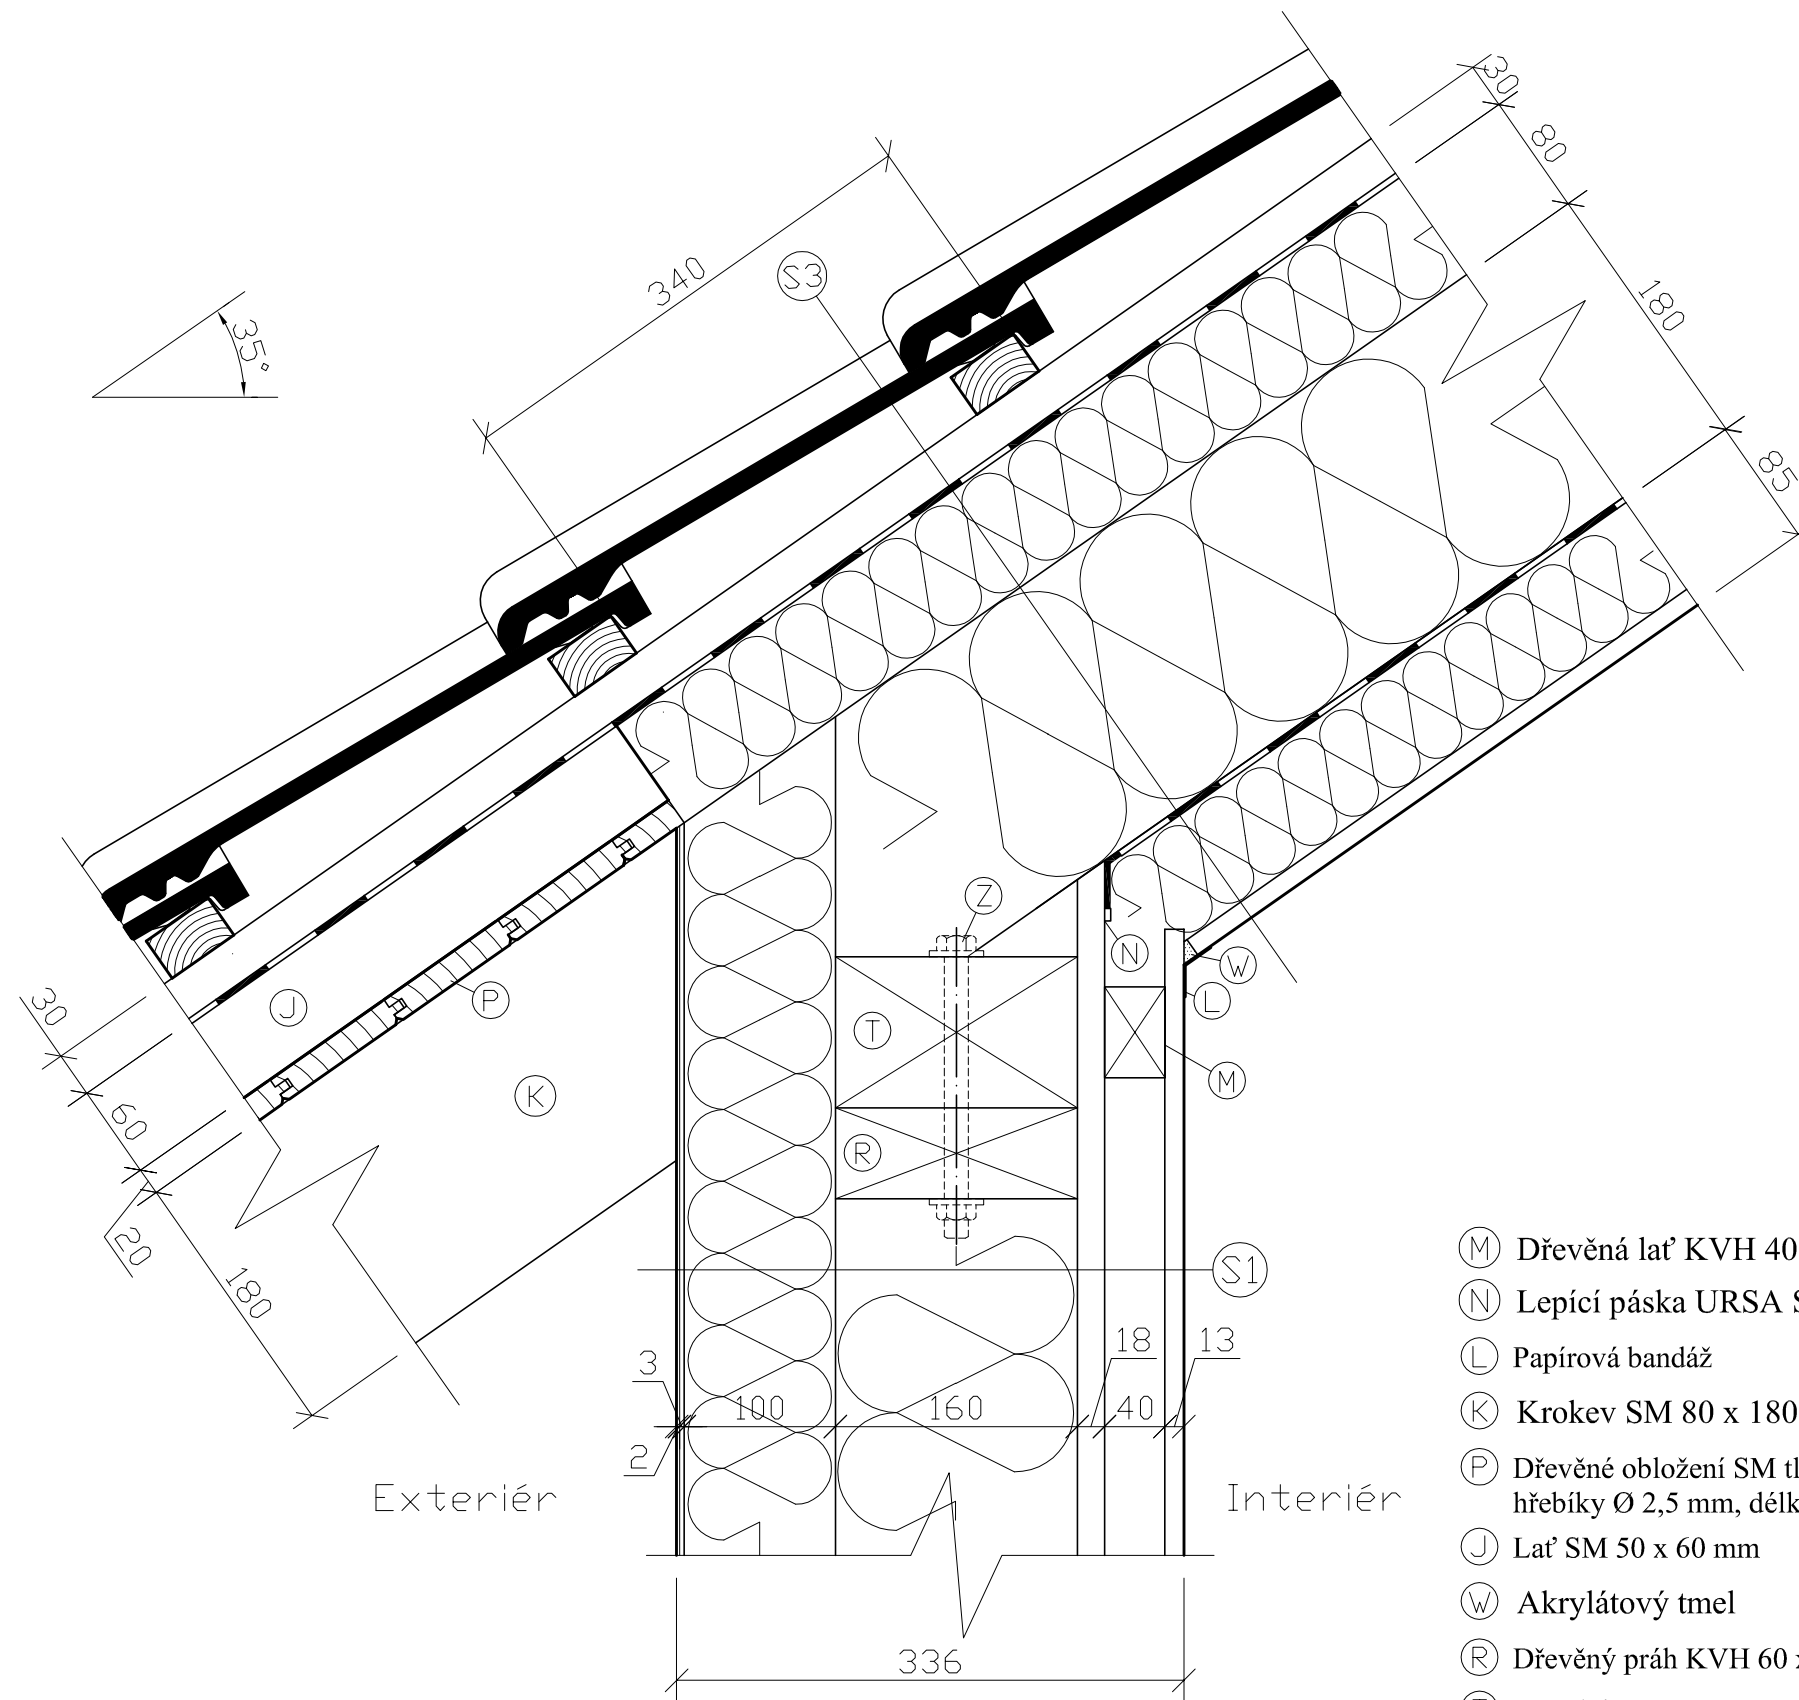 30
80
180
85
340
S3
35°
Z
N
W
L
J
P
T
M
K
R
30
60
20
180
S1
3
18
13
100
160
40
2
Exteriér
Interiér
336
M Dřevěná lať KVH 40
N Lepící páska URSA
L Papírová bandáž
K Krokev SM 80 x 180
P Dřevěné obložení SM tl
hřebíky Ø 2,5 mm, délk
J Lať SM 50 x 60 mm
W Akrylátový tmel
R Dřevěný práh KVH 60 x